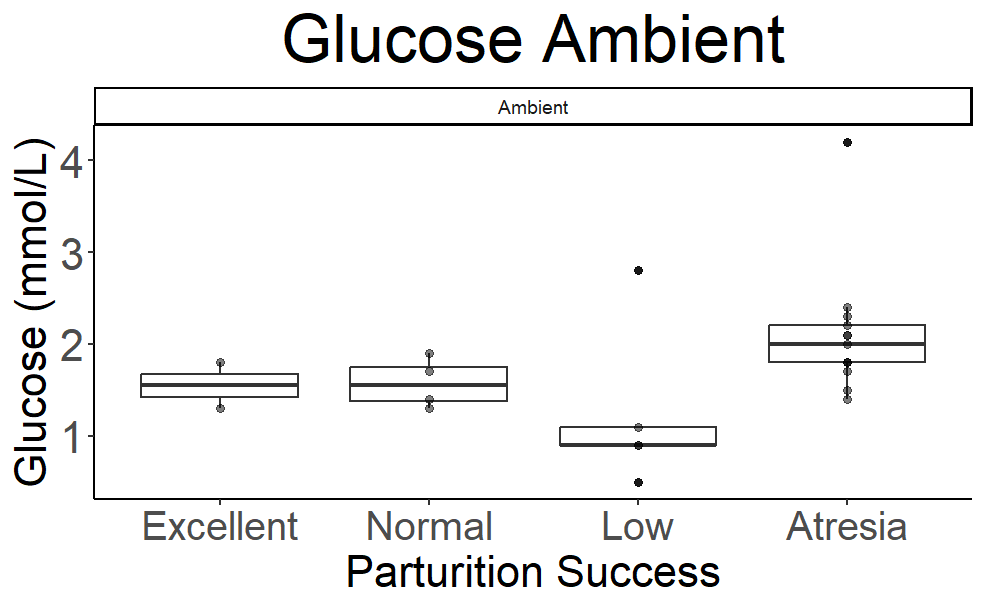 Glucose Ambient
Ambient
Glucose (mmol/L)
4
3
2
1
Excellent Normal Low Atresia
Parturition Success